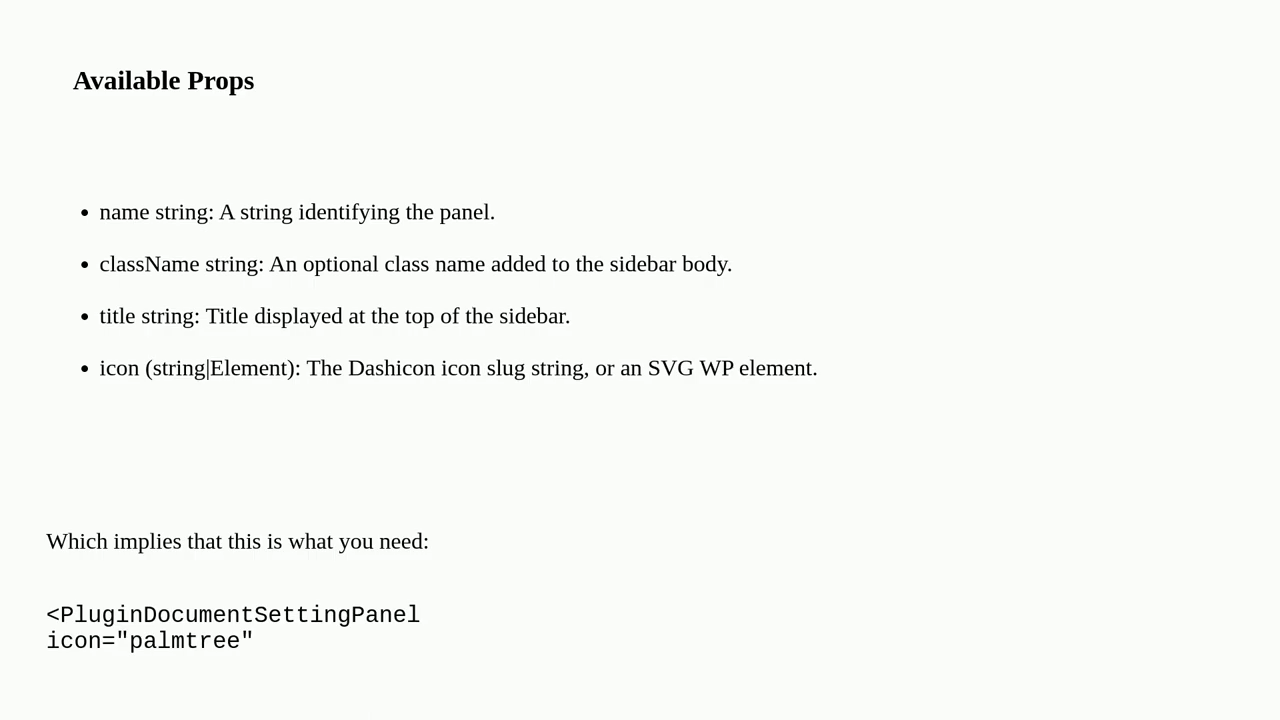 Available Props
• name string: A string identifying the panel.
• className string: An optional class name added to the sidebar body.
• title string: Title displayed at the top of the sidebar.
• icon (string|Element): The Dashicon icon slug string, or an SVG WP element.
Which implies that this is what you need:
<PluginDocumentSettingPanel
icon="palmtree"